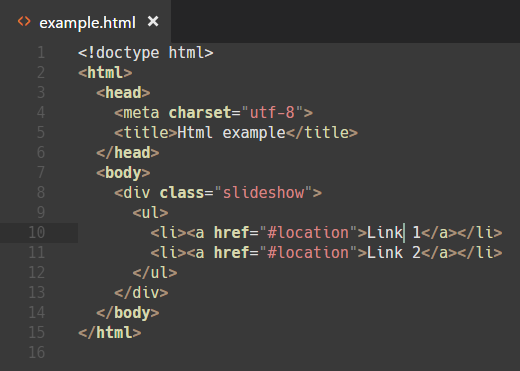 example.html ×
1 <!doctype html>
2 <html>
3   <head>
4     <meta charset="utf-8">
5     <title>Html example</title>
6   </head>
7   <body>
8     <div class="slideshow">
9       <ul>
10         <li><a href="#location">Link 1</a></li>
11         <li><a href="#location">Link 2</a></li>
12       </ul>
13     </div>
14   </body>
15 </html>
16